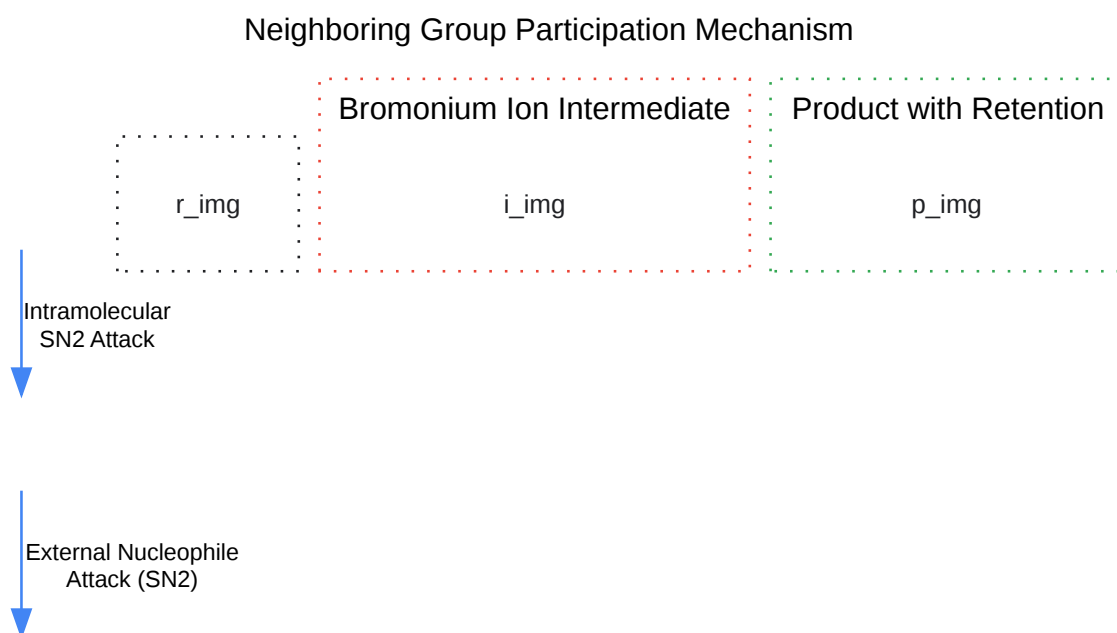 Neighboring Group Participation Mechanism
Bromonium Ion Intermediate
Product with Retention
r_img
i_img
p_img
Intramolecular
SN2 Attack
External Nucleophile
Attack (SN2)